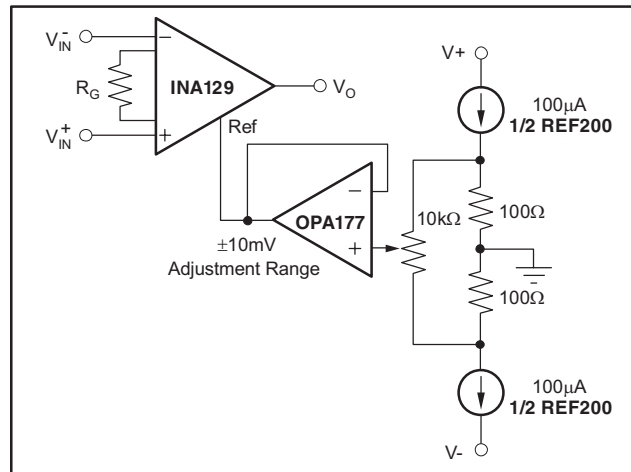 V⁻IN
−
RG
V⁺IN
+
INA129
VO
Ref
−
OPA177
+
±10mV
Adjustment Range
10kΩ
V+
100µA
1/2 REF200
100Ω
100Ω
100µA
1/2 REF200
V-